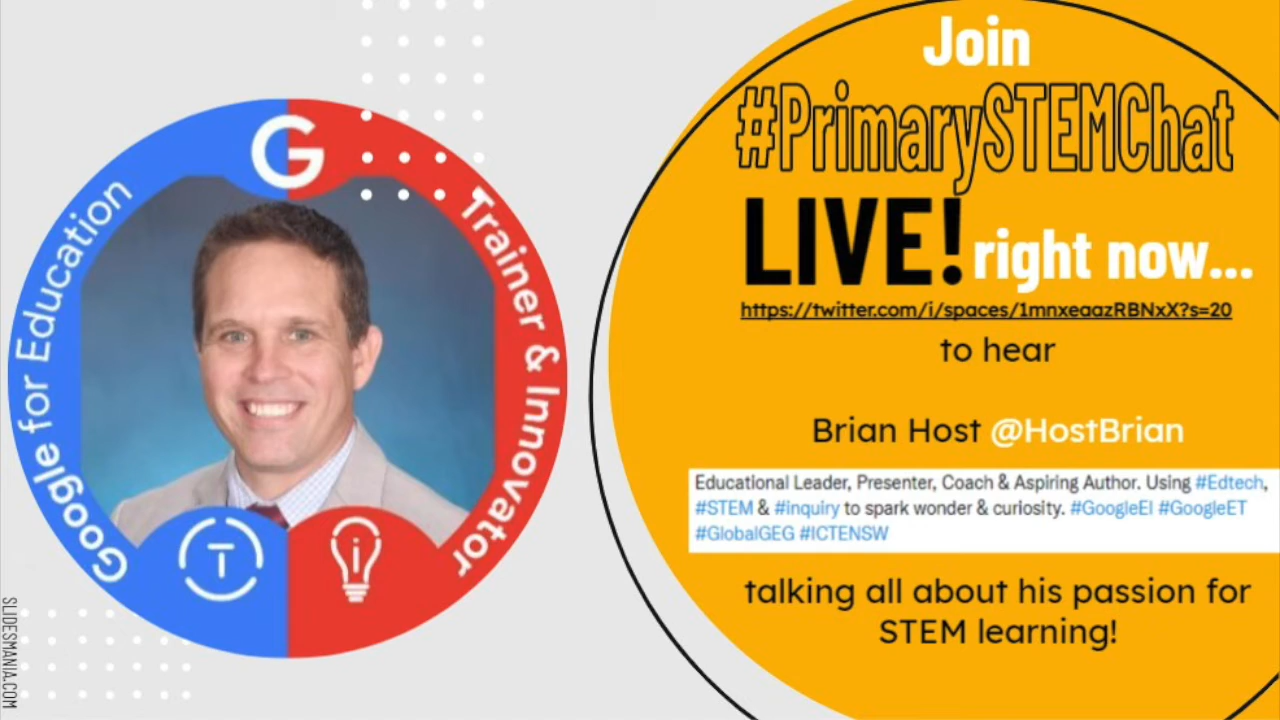 Google for Education
G
Trainer & Innovator
T
i
SLIDESMANIA.COM
Join
#PrimarySTEMChat
LIVE! right now...
https://twitter.com/i/spaces/1mnxeaazRBNxX?s=20
to hear
Brian Host @HostBrian
Educational Leader, Presenter, Coach & Aspiring Author. Using #Edtech,
#STEM & #inquiry to spark wonder & curiosity. #GoogleEI #GoogleET
#GlobalGEG #ICTENSW
talking all about his passion for
STEM learning!